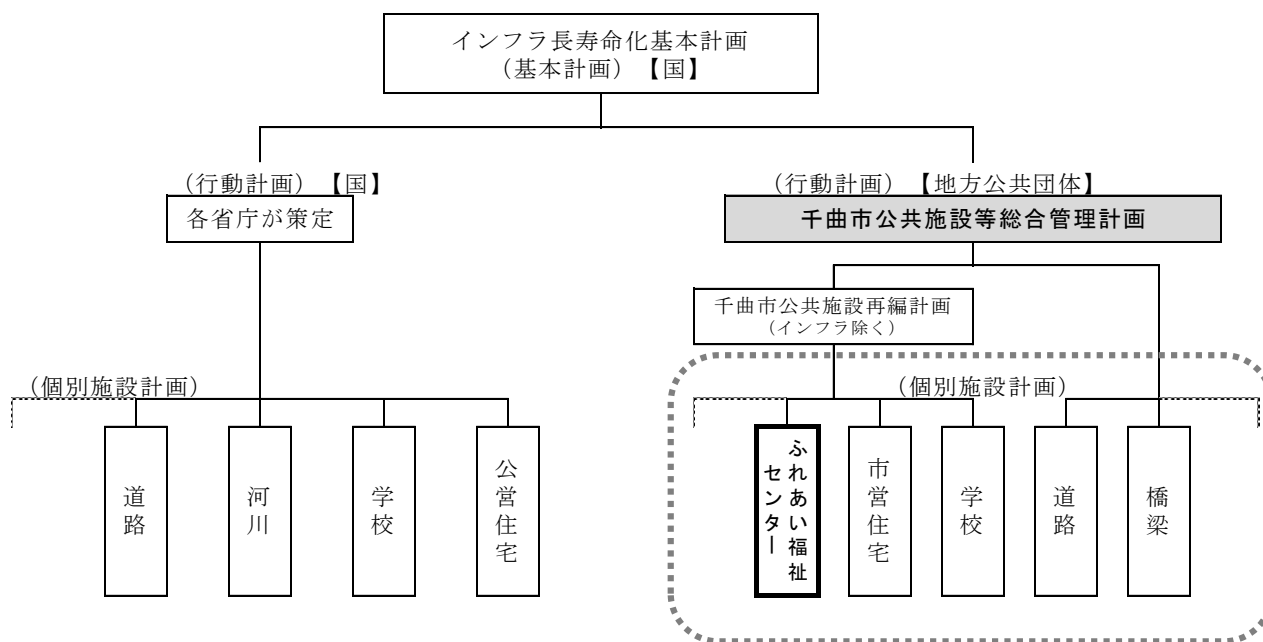 インフラ長寿命化基本計画
（基本計画）【国】
（行動計画）【国】
各省庁が策定
（行動計画）【地方公共団体】
千曲市公共施設等総合管理計画
千曲市公共施設再編計画
（インフラ除く）
（個別施設計画）
道路
河川
学校
公営住宅
（個別施設計画）
ふれあい福祉
センター
市営住宅
学校
道路
橋梁